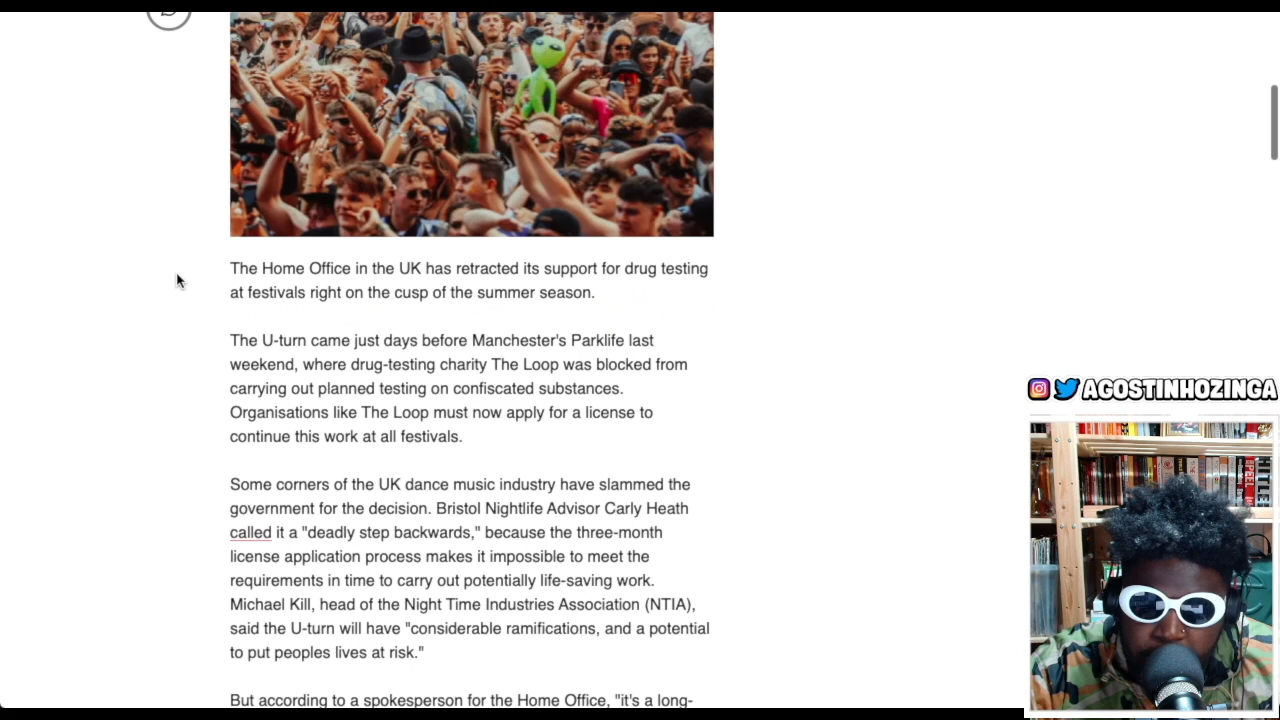 The Home Office in the UK has retracted its support for drug testing
at festivals right on the cusp of the summer season.
The U-turn came just days before Manchester's Parklife last
weekend, where drug-testing charity The Loop was blocked from
carrying out planned testing on confiscated substances.
Organisations like The Loop must now apply for a license to
continue this work at all festivals.
AGOSTINHOZINGA
Some corners of the UK dance music industry have slammed the
government for the decision. Bristol Nightlife Advisor Carly Heath
called it a "deadly step backwards," because the three-month
license application process makes it impossible to meet the
requirements in time to carry out potentially life-saving work.
Michael Kill, head of the Night Time Industries Association (NTIA),
said the U-turn will have "considerable ramifications, and a potential
to put peoples lives at risk."
But according to a spokesperson for the Home Office, "it's a long-